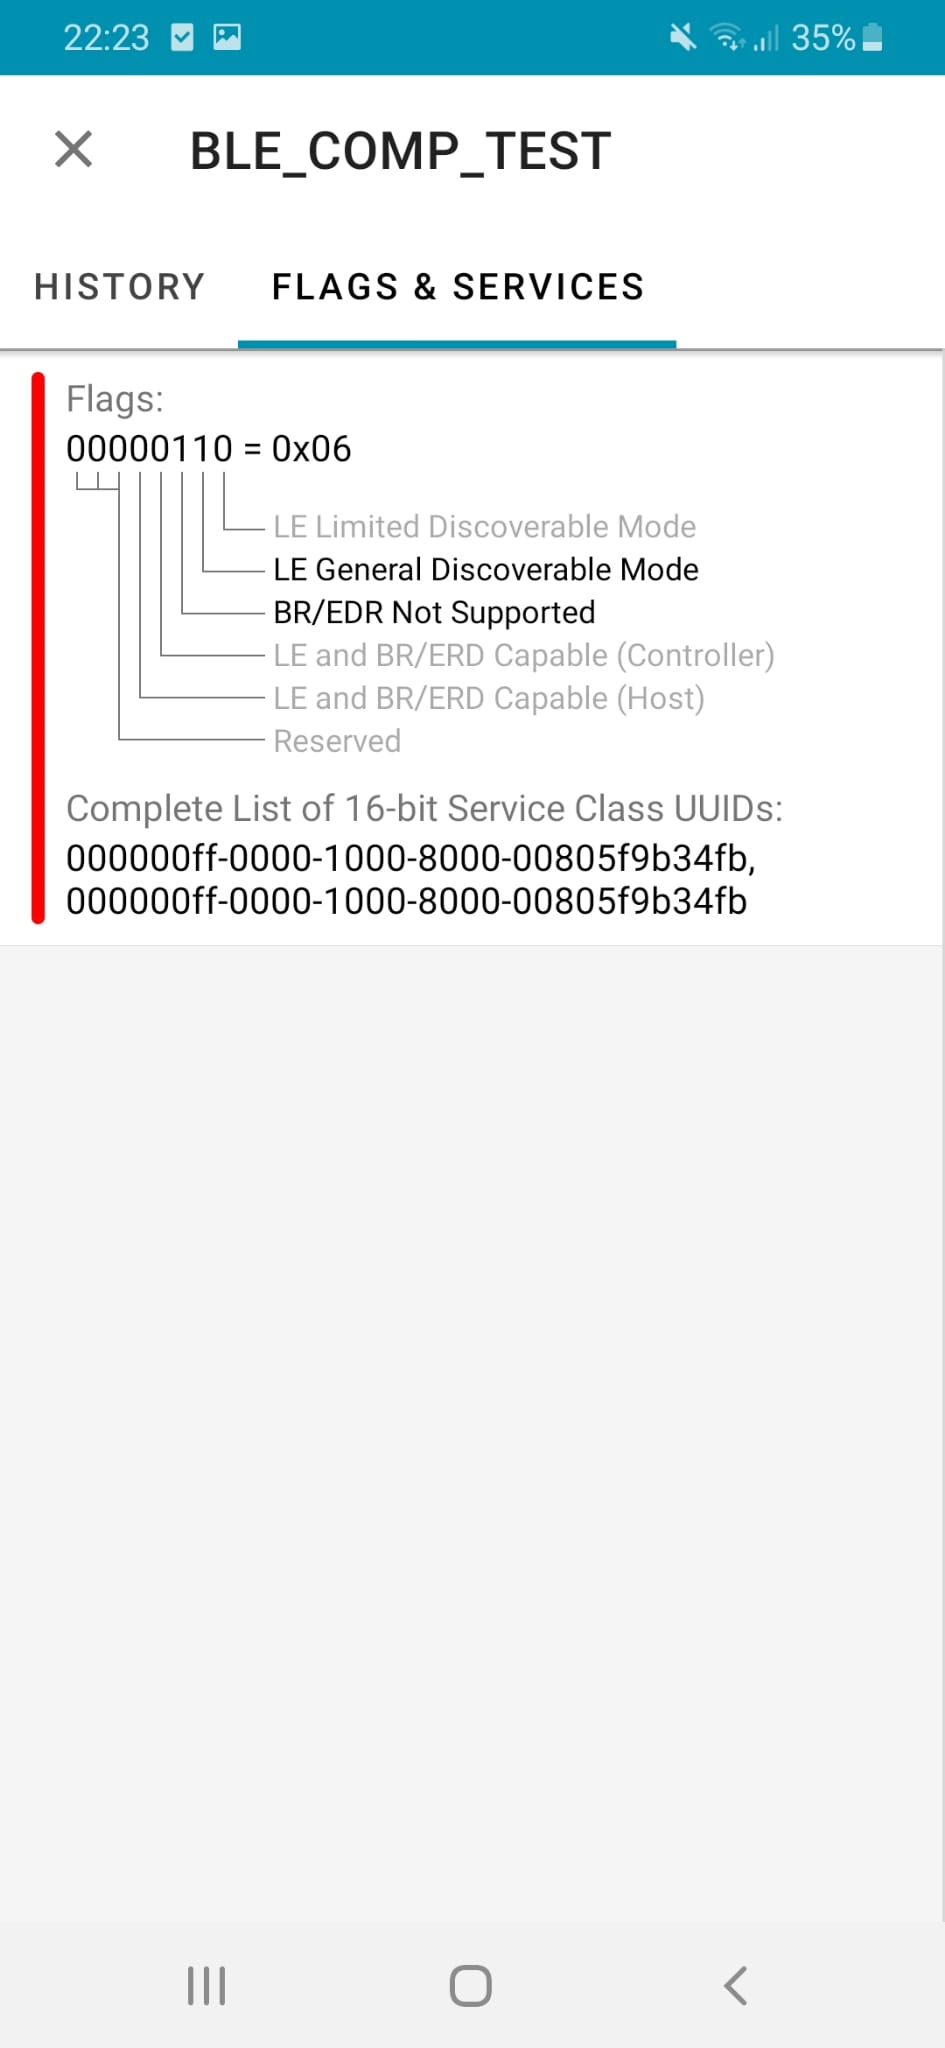 22:23
35%
BLE_COMP_TEST
HISTORY
FLAGS & SERVICES
Flags:
00000110 = 0x06
LE Limited Discoverable Mode
LE General Discoverable Mode
BR/EDR Not Supported
LE and BR/ERD Capable (Controller)
LE and BR/ERD Capable (Host)
Reserved
Complete List of 16-bit Service Class UUIDs:
000000ff-0000-1000-8000-00805f9b34fb,
000000ff-0000-1000-8000-00805f9b34fb